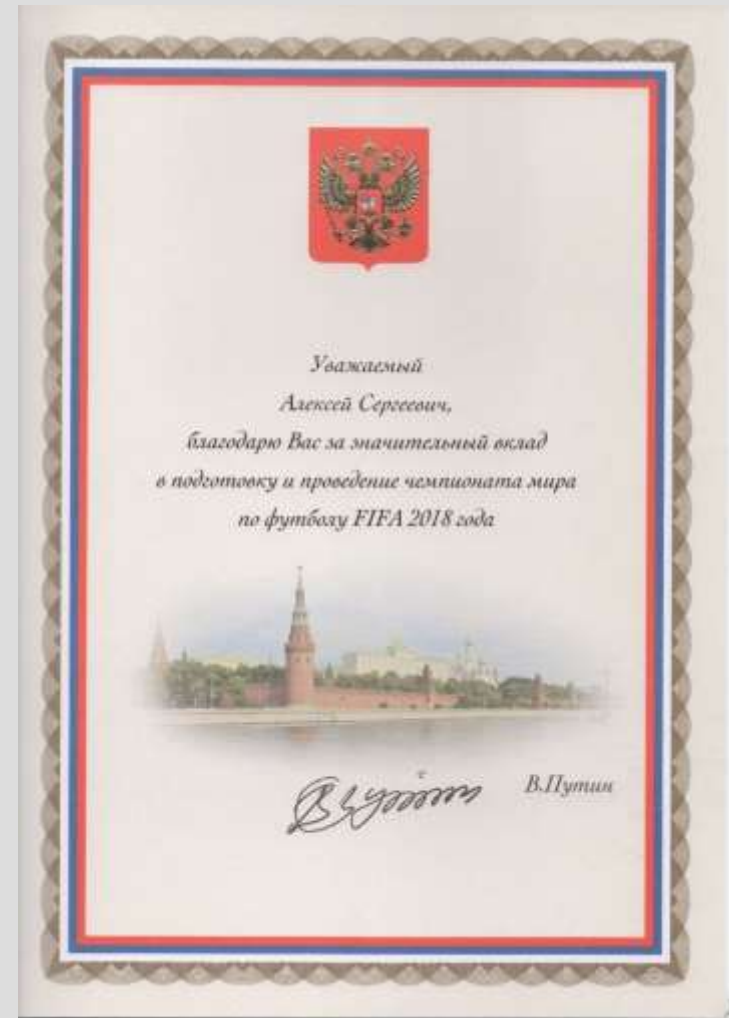 Уважаемый
Алексей Сергеевич,
благодарю Вас за значительный вклад
в подготовку и проведение чемпионата мира
по футболу FIFA 2018 года
В.Путин